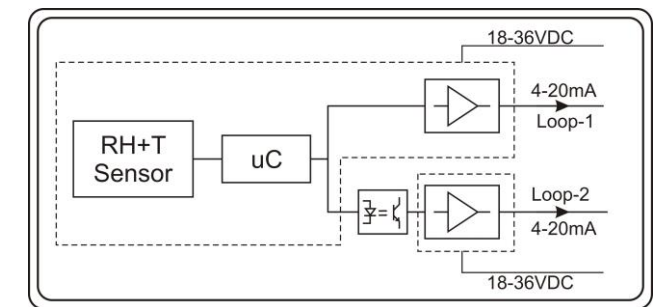 18-36VDC
4-20mA
Loop-1
RH+T
Sensor
uC
Loop-2
4-20mA
18-36VDC